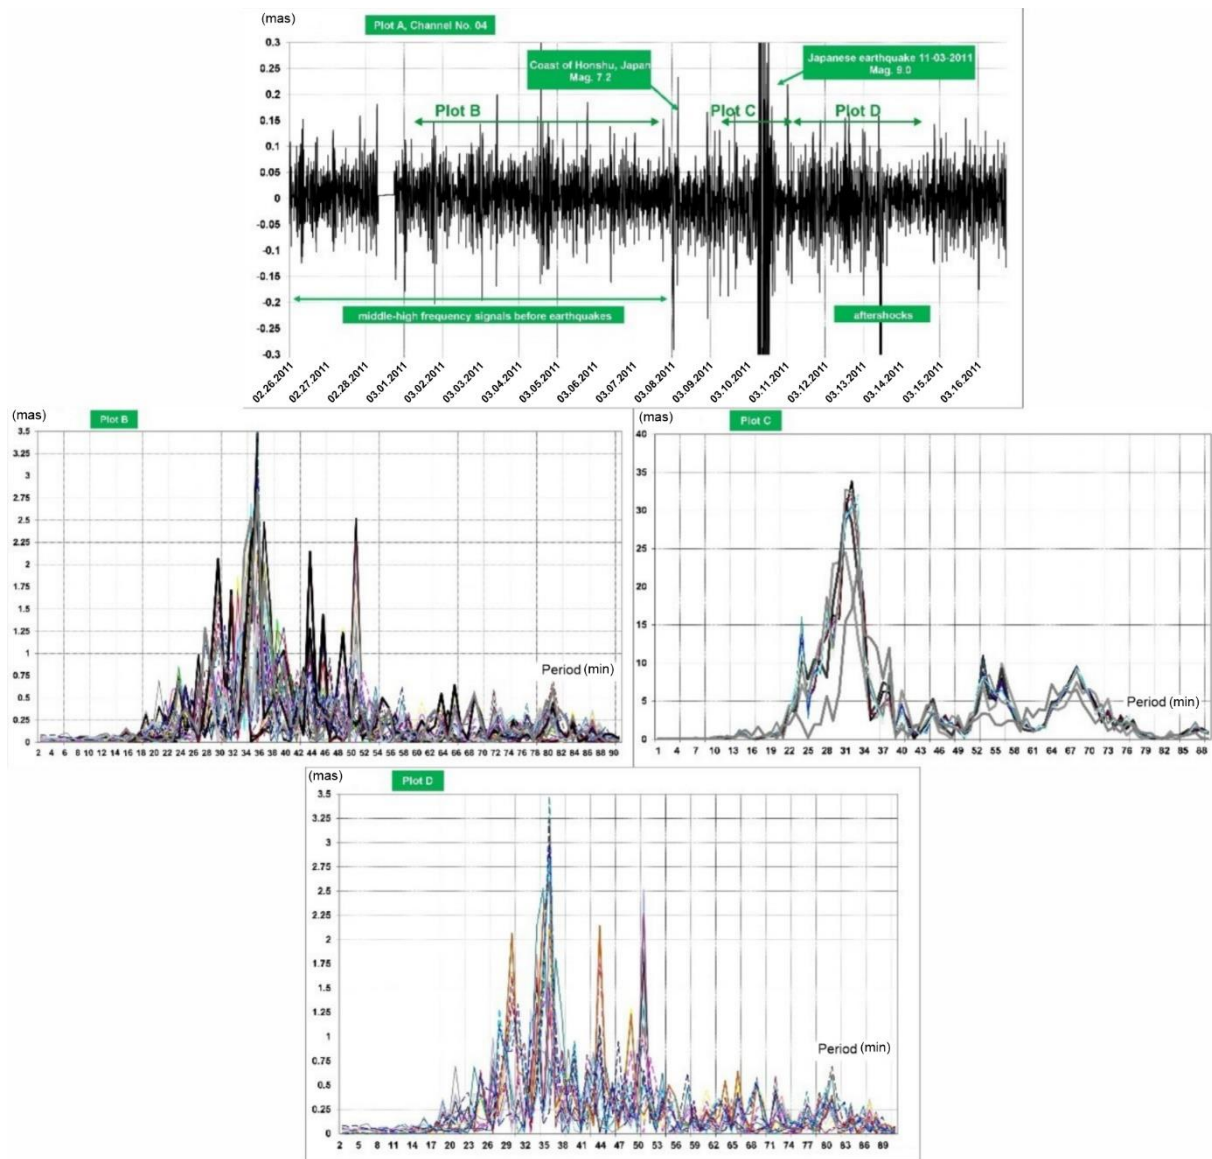 (mas)
Plot A, Channel No. 04
0.3
0.25
0.2
0.15
0.1
0.05
0
-0.05
-0.1
0.15
-0.2
-0.25
-0.3
Coast of Honshu, Japan
Mag. 7.2
Japanese earthquake 11-03-2011
Mag. 9.0
Plot B
Plot C
Plot D
middle-high frequency signals before earthquakes
aftershocks
02.26.2011 02.27.2011 02.28.2011 03.01.2011 03.02.2011 03.03.2011 03.04.2011 03.05.2011 03.06.2011 03.07.2011 03.08.2011 03.09.2011 03.10.2011 03.11.2011 03.12.2011 03.13.2011 03.14.2011 03.15.2011 03.16.2011
(mas)
Plot B
3.5
3.25
3
2.75
2.5
2.25
2
1.75
1.5
1.25
1
0.75
0.5
0.25
0
Period (min)
2 4 6 8 10 12 14 16 18 20 22 24 26 28 30 32 34 36 38 40 42 44 46 48 50 52 54 56 58 60 62 64 66 68 70 72 74 76 78 80 82 84 86 88 90
(mas)
Plot C
40
35
30
25
20
15
10
5
0
Period (min)
1 4 7 10 13 16 19 22 25 28 31 34 37 40 43 46 49 52 55 58 61 64 67 70 73 76 79 82 85 88
(mas)
Plot D
3.5
3.25
3
2.75
2.5
2.25
2
1.75
1.5
1.25
1
0.75
0.5
0.25
0
Period (min)
2 5 8 11 14 17 20 23 26 29 32 35 38 41 44 47 50 53 56 59 62 65 68 71 74 77 80 83 86 89